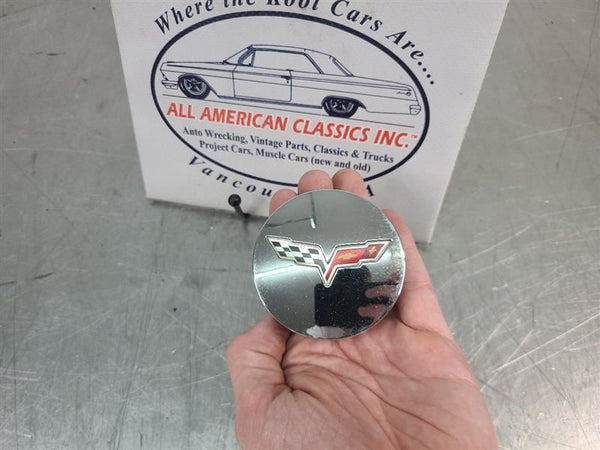 Where the Kool Cars Are....
ALL AMERICAN CLASSICS INC.™
Auto Wrecking, Vintage Parts, Classics & Trucks
Project Cars, Muscle Cars (new and old)